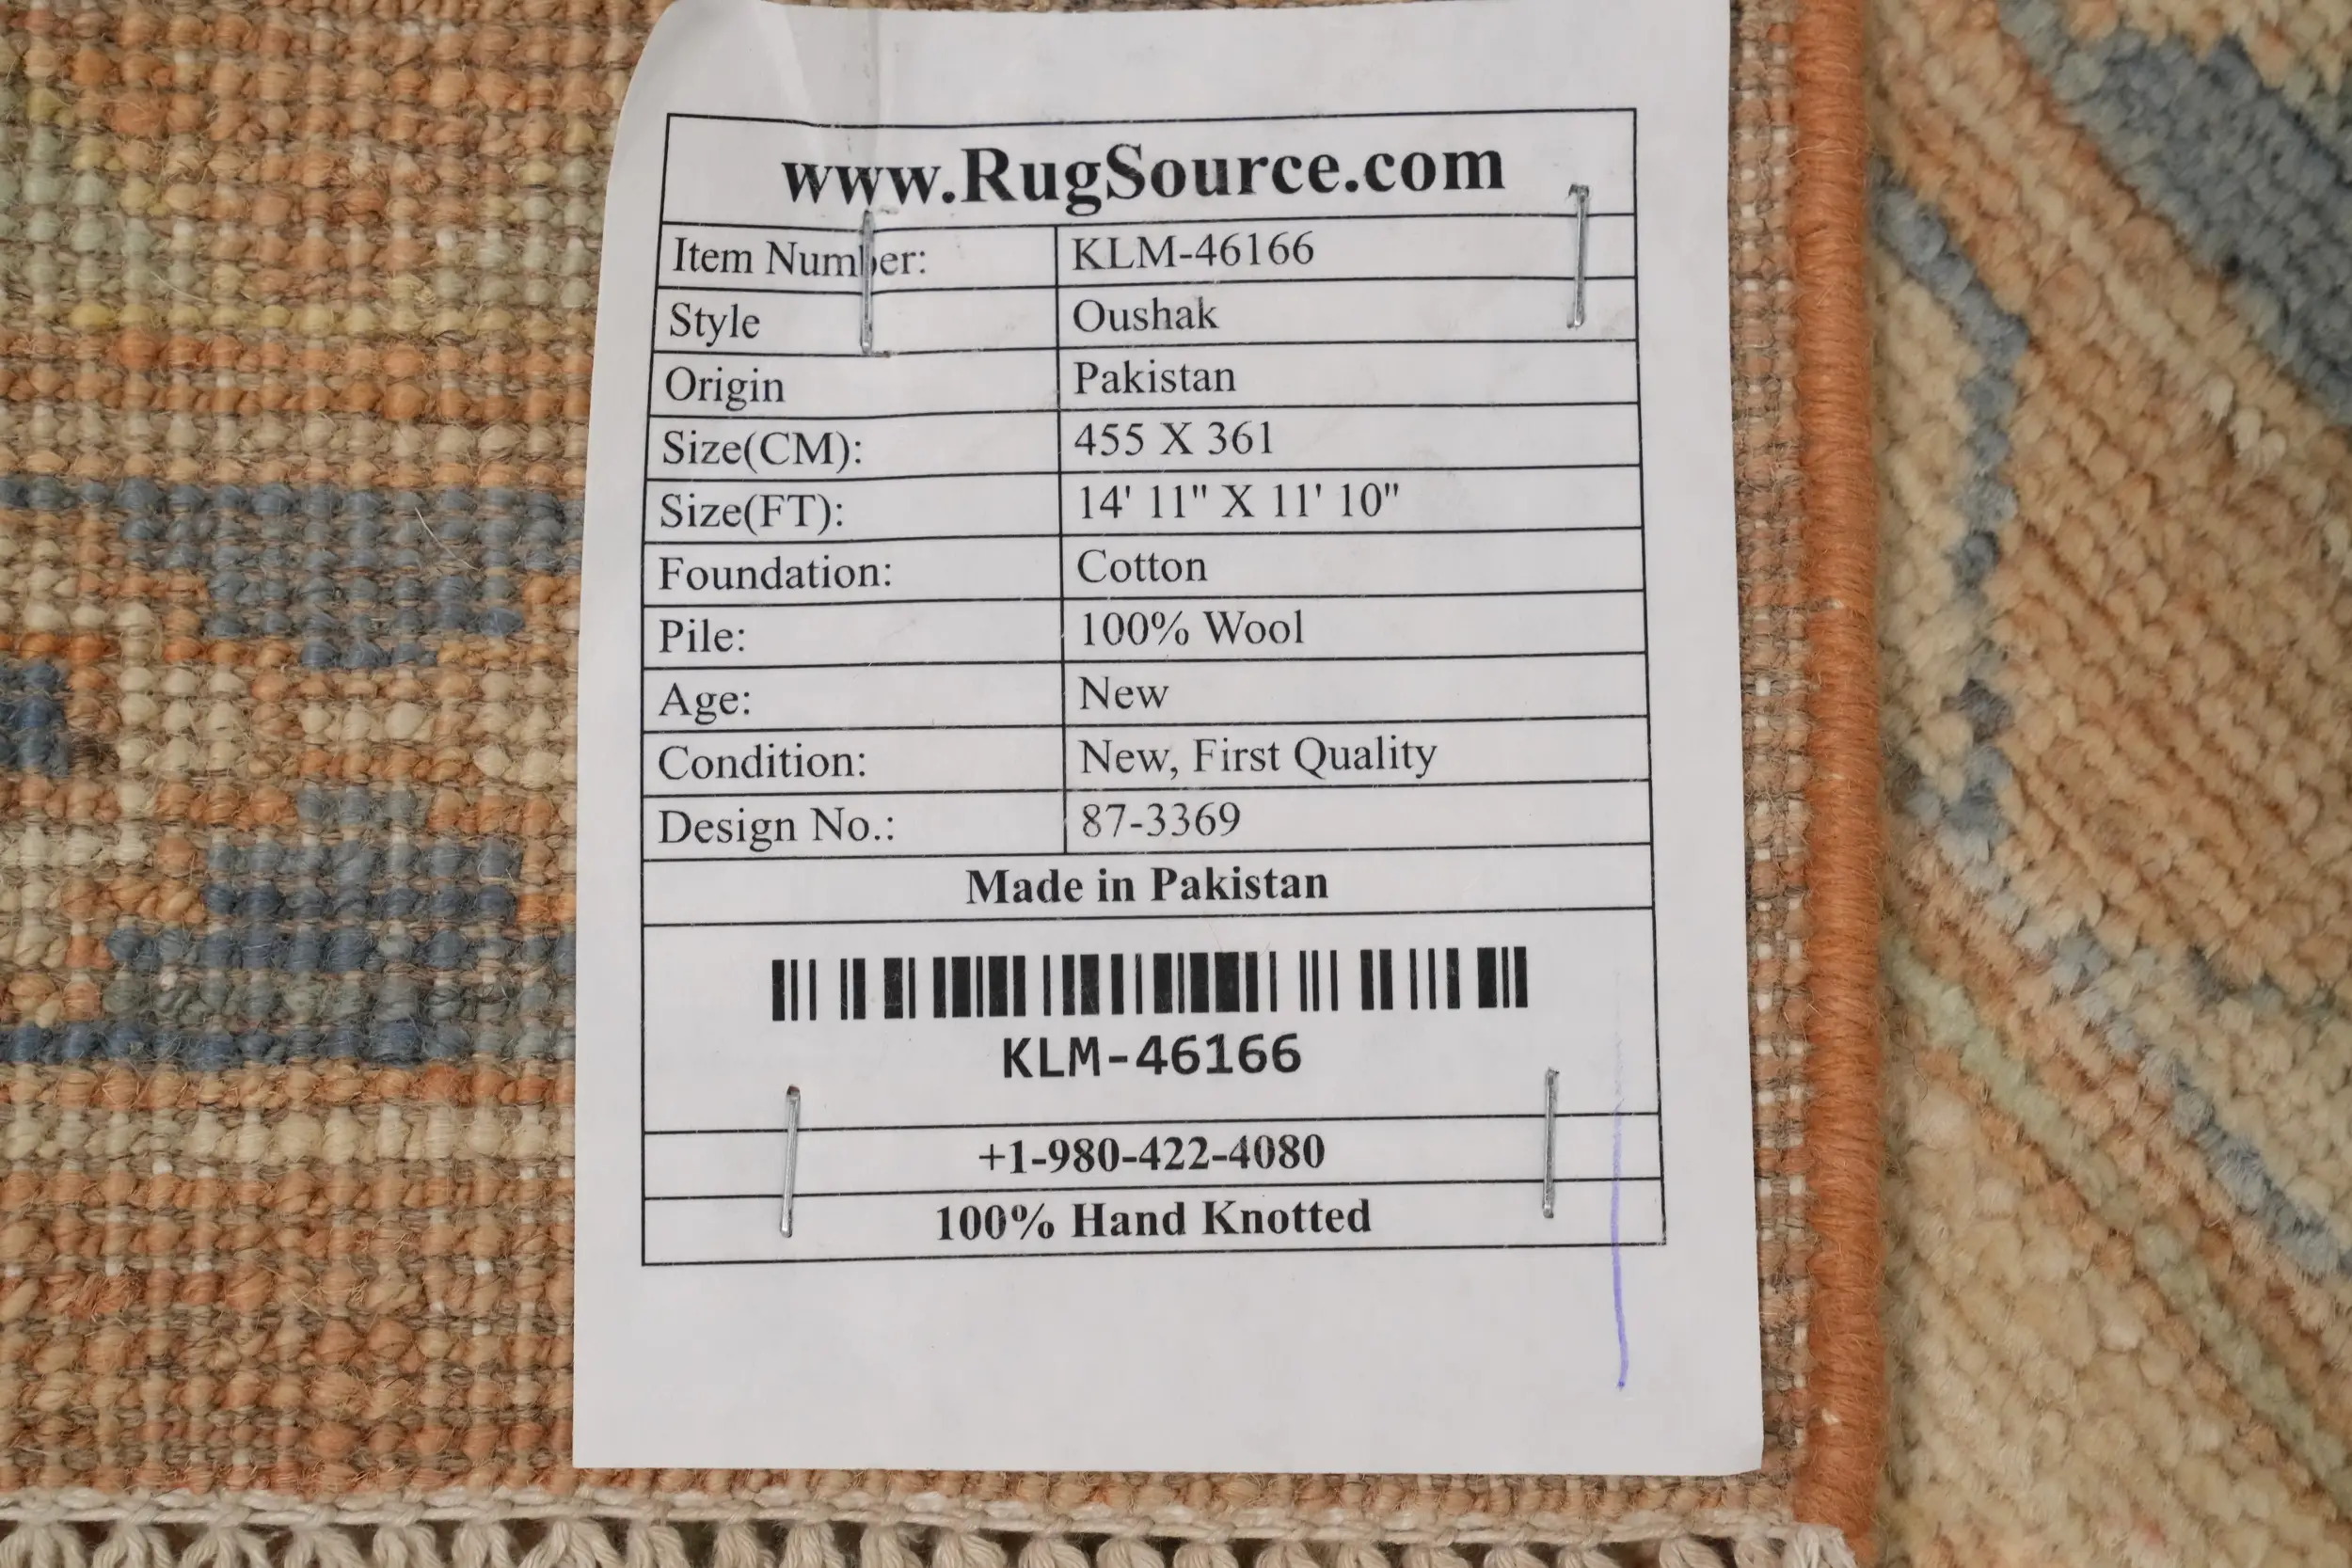 www.RugSource.com
Item Number: KLM-46166
Style Oushak
Origin Pakistan
Size(CM): 455 X 361
Size(FT): 14' 11" X 11' 10"
Foundation: Cotton
Pile: 100% Wool
Age: New
Condition: New, First Quality
Design No.: 87-3369
Made in Pakistan
KLM-46166
+1-980-422-4080
100% Hand Knotted